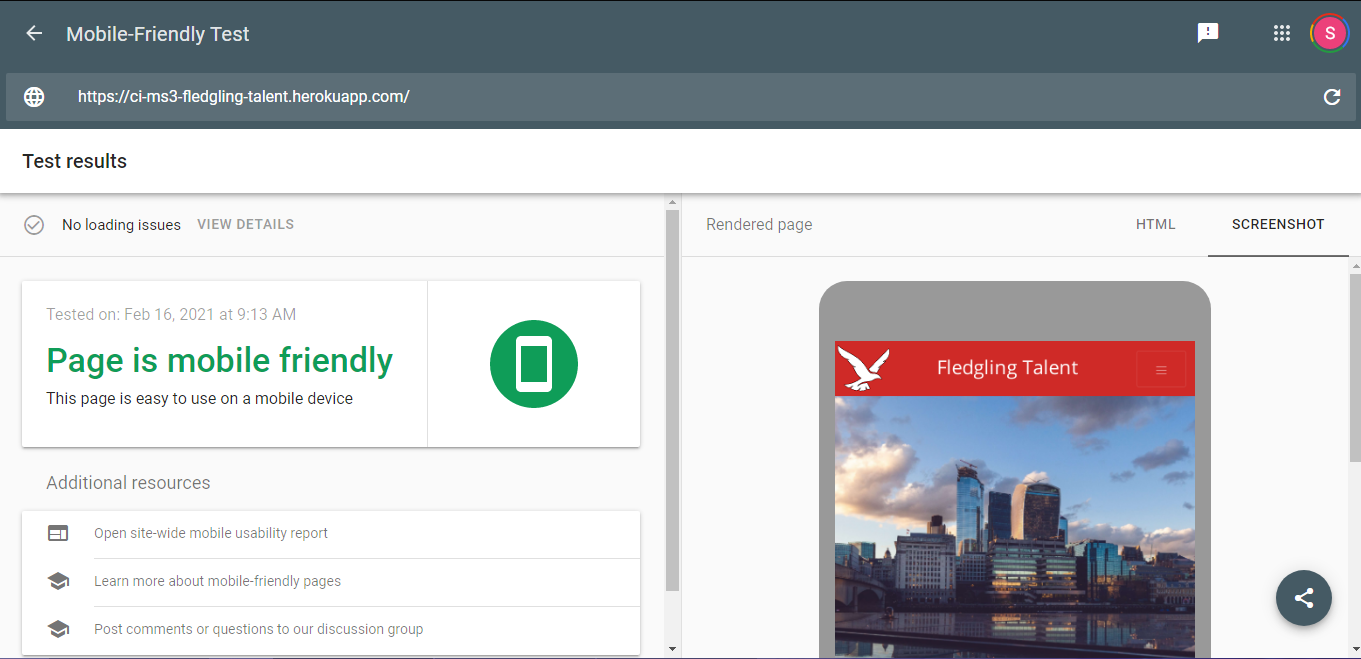 Mobile-Friendly Test
S
https://ci-ms3-fledgling-talent.herokuapp.com/
Test results
No loading issues VIEW DETAILS
Tested on: Feb 16, 2021 at 9:13 AM
Page is mobile friendly
This page is easy to use on a mobile device
Additional resources
Open site-wide mobile usability report
Learn more about mobile-friendly pages
Post comments or questions to our discussion group
Rendered page
HTML
SCREENSHOT
Fledgling Talent